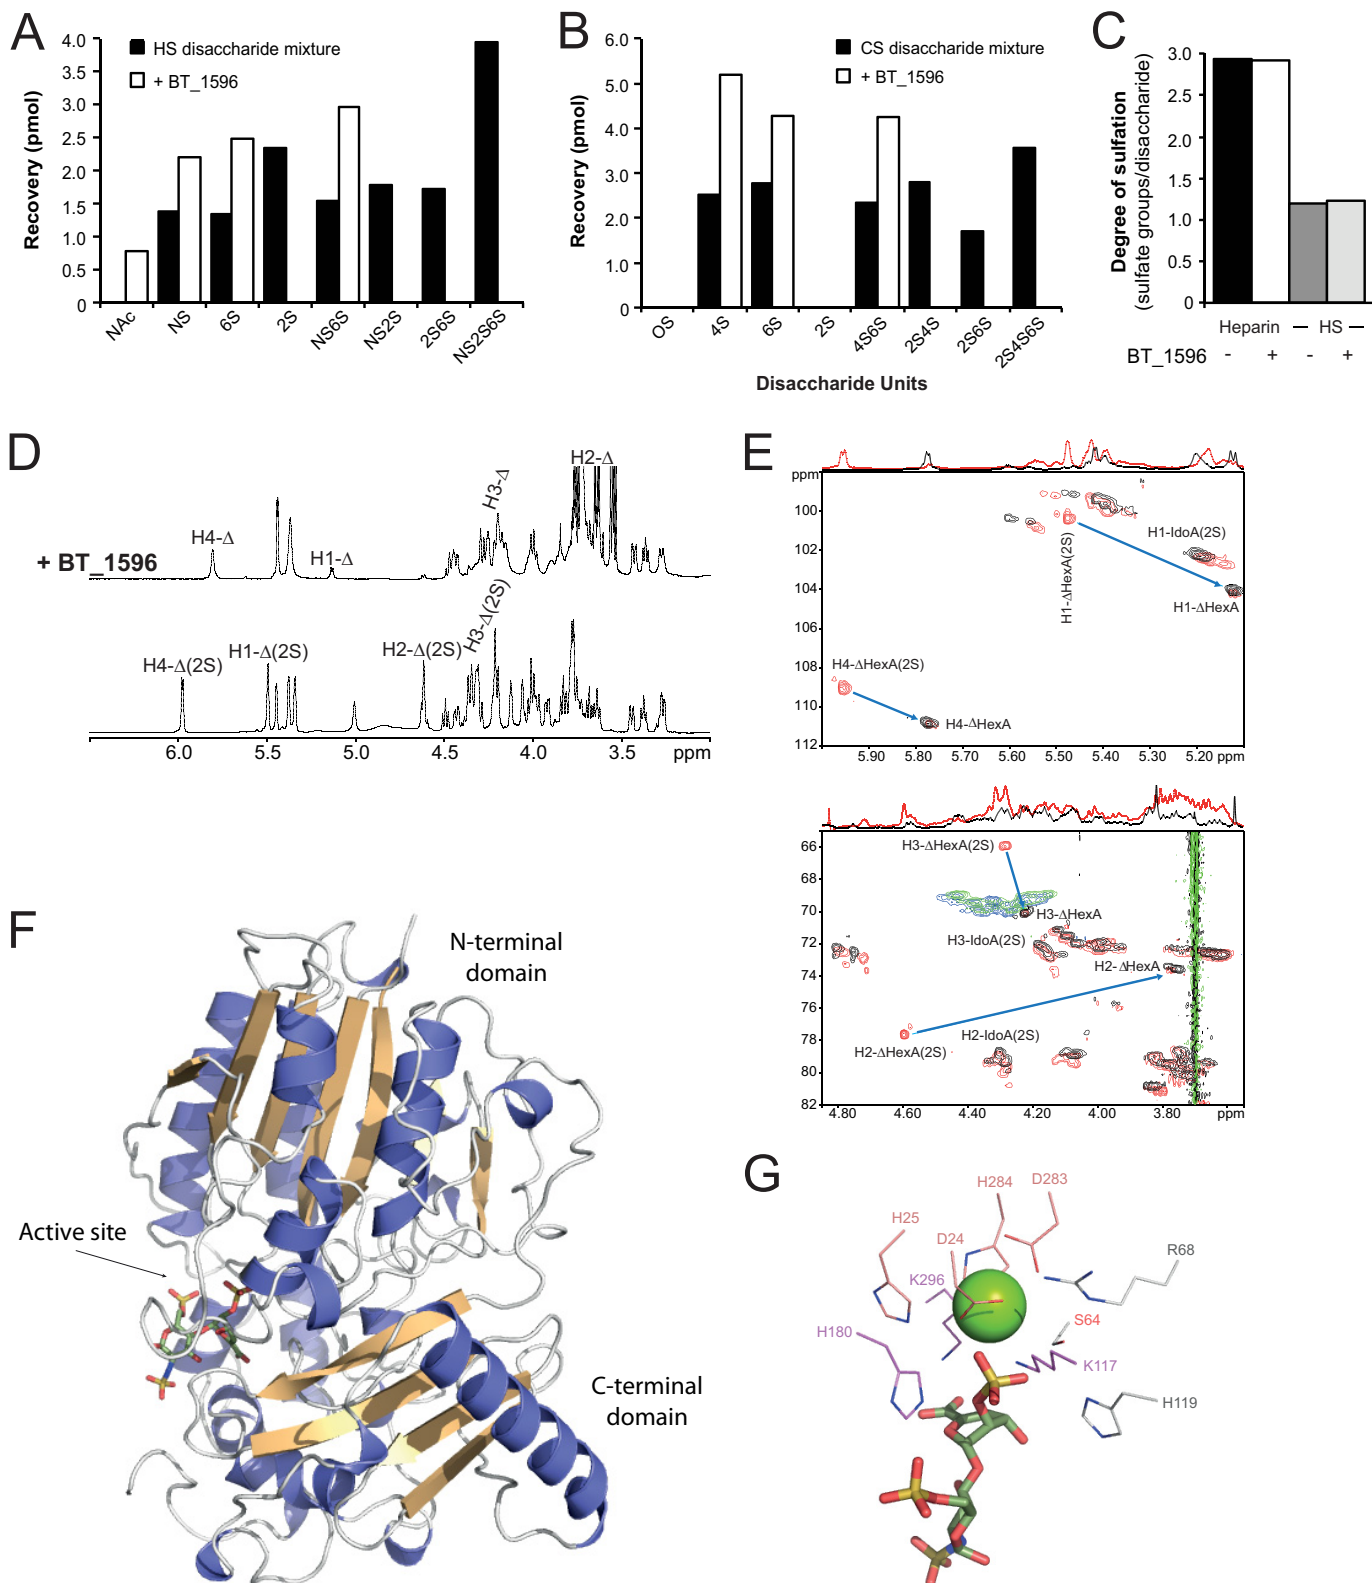 A
4.0
3.5
3.0
2.5
2.0
1.5
1.0
0.5
0
Recovery (pmol)
HS disaccharide mixture
+ BT_1596
NAc
NS
6S
2S
NS6S
NS2S
2S6S
NS2S6S
B
6.0
5.0
4.0
3.0
2.0
1.0
0
Recovery (pmol)
CS disaccharide mixture
+ BT_1596
OS
4S
6S
2S
4S6S
2S4S
2S6S
2S4S6S
Disaccharide Units
C
3.0
2.5
2.0
1.5
1.0
0.5
0
Degree of sulfation
(sulfate groups/disaccharide)
Heparin — HS —
BT_1596 - + - +
D
+ BT_1596
H4-Δ
H1-Δ
H3-Δ
H2-Δ
H4-Δ(2S)
H1-Δ(2S)
H2-Δ(2S)
H3-Δ(2S)
6.0 5.5 5.0 4.5 4.0 3.5 ppm
E
ppm
100
102
104
106
108
110
112
H1-IdoA(2S)
H1-ΔHexA(2S)
H1-ΔHexA
H4-ΔHexA(2S)
H4-ΔHexA
5.90 5.80 5.70 5.60 5.50 5.40 5.30 5.20 ppm
66
68
70
72
74
76
78
80
82
H3-ΔHexA(2S)
H3-ΔHexA
H3-IdoA(2S)
H2-ΔHexA
H2-IdoA(2S)
H2-ΔHexA(2S)
4.80 4.60 4.40 4.20 4.00 3.80 ppm
F
N-terminal
domain
Active site
C-terminal
domain
G
H284
D283
H25
D24
R68
K296
S64
H180
K117
H119